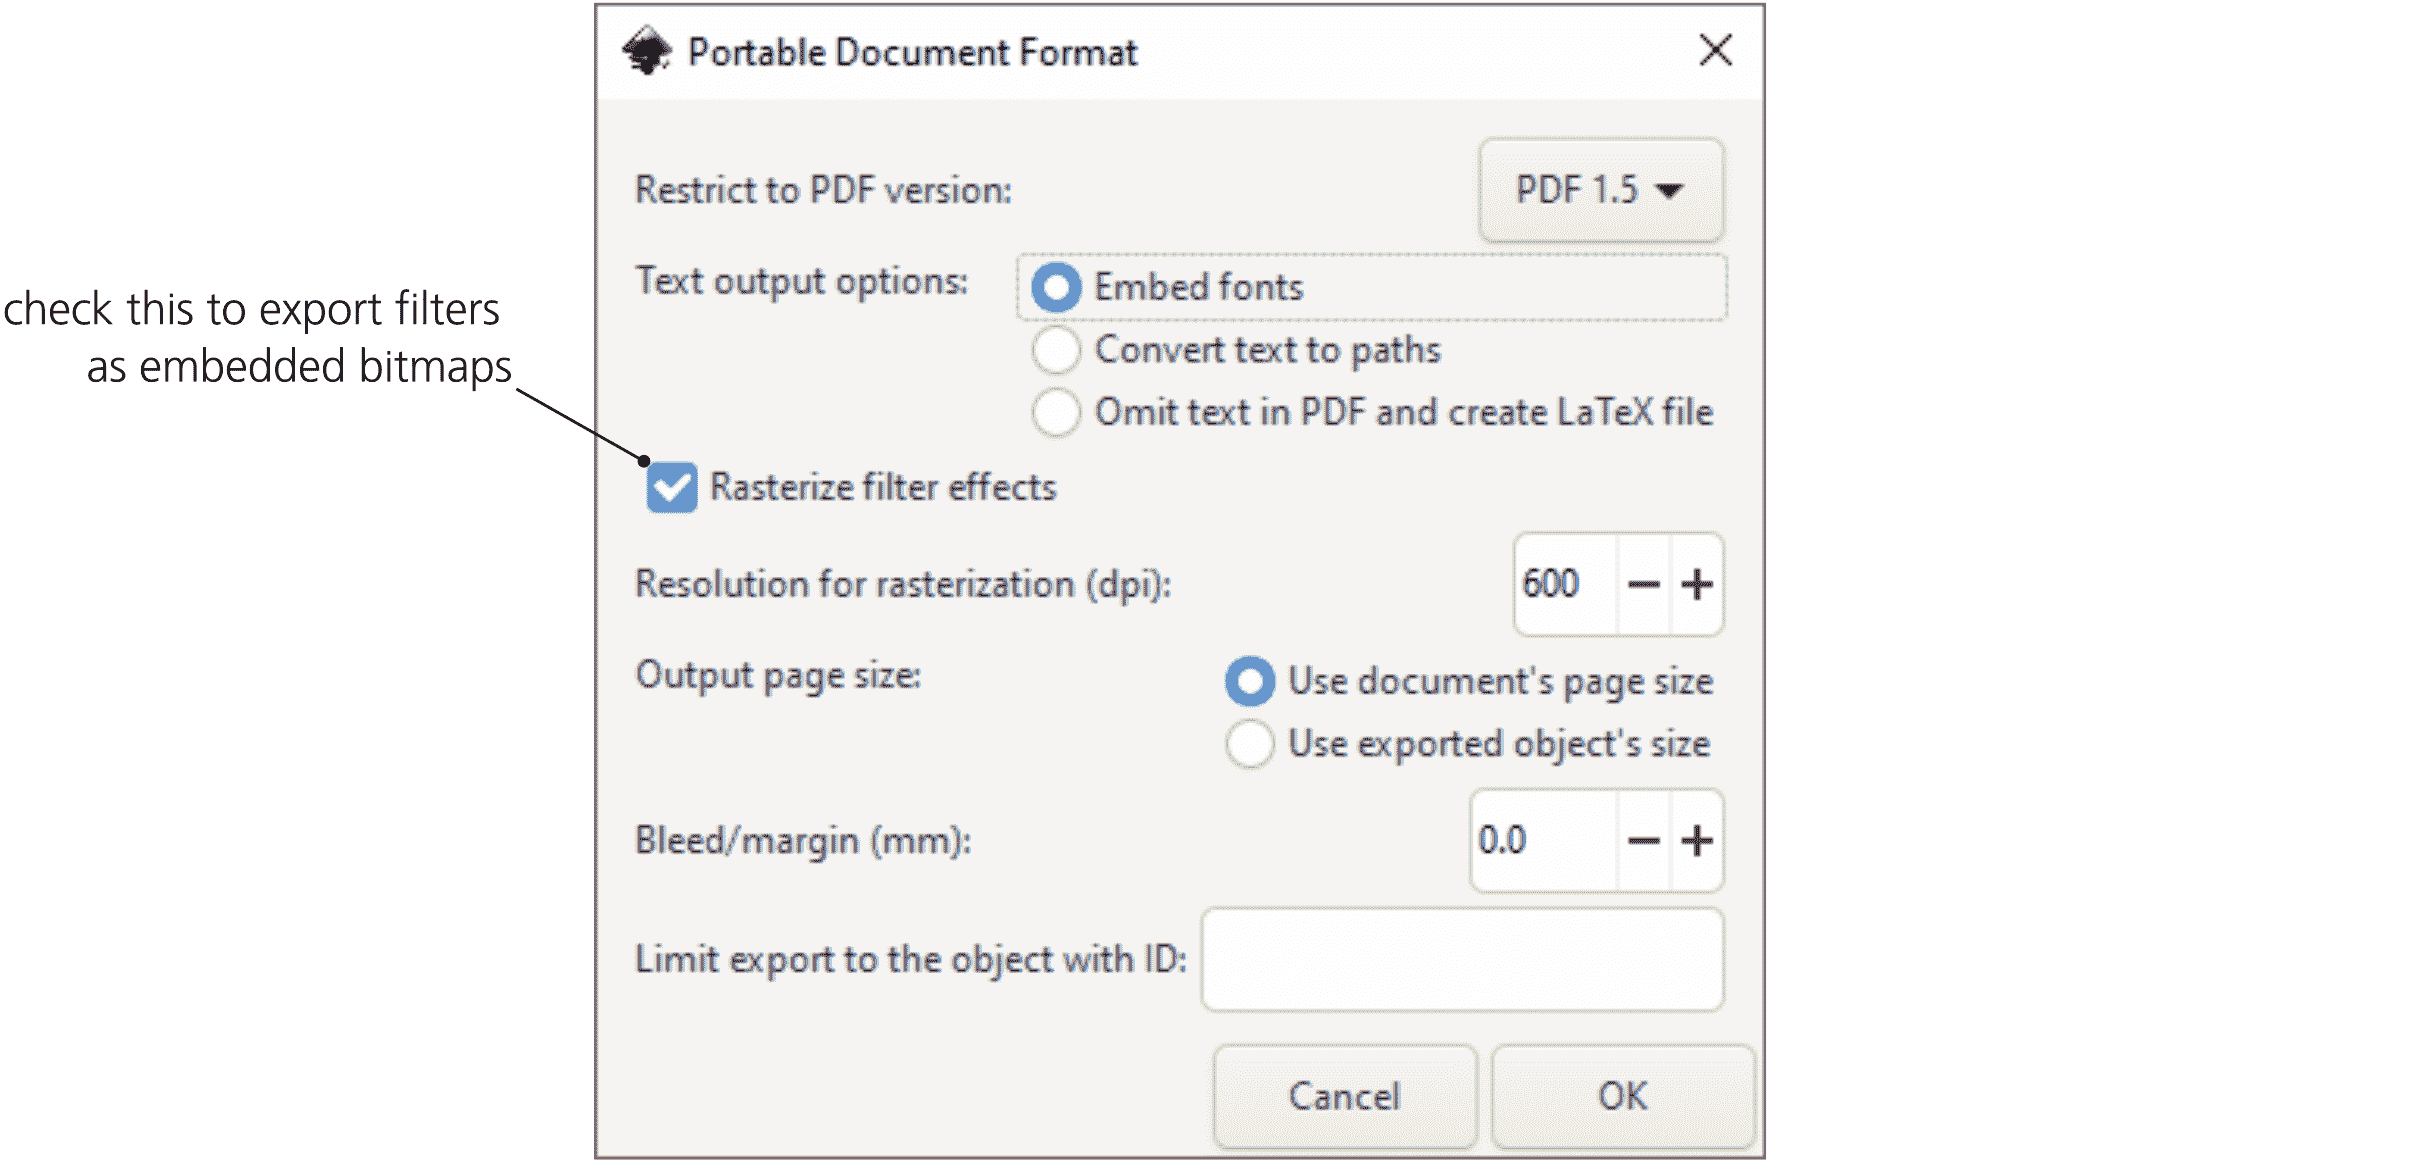 Portable Document Format
Restrict to PDF version: PDF 1.5
Text output options: Embed fonts
Convert text to paths
Omit text in PDF and create LaTeX file
check this to export filters
as embedded bitmaps
Rasterize filter effects
Resolution for rasterization (dpi): 600
Output page size: Use document's page size
Use exported object's size
Bleed/margin (mm): 0.0
Limit export to the object with ID:
Cancel OK